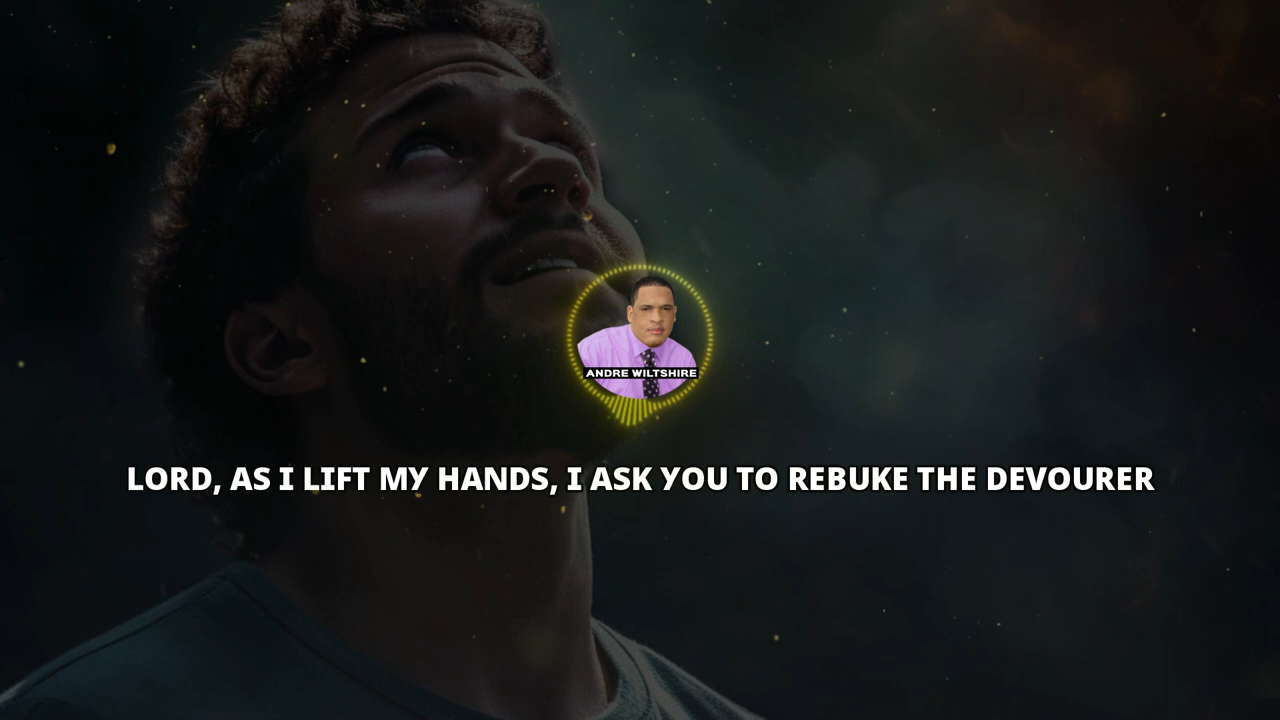 ANDRE WILTSHIRE
LORD, AS I LIFT MY HANDS, I ASK YOU TO REBUKE THE DEVOURER